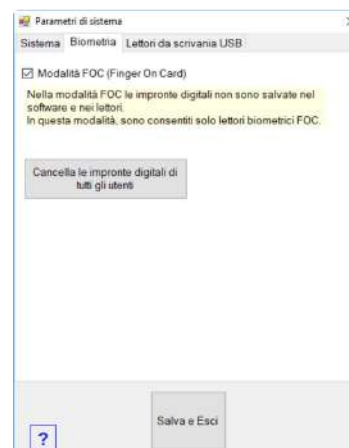 Parametri di sistema
Sistema Biometria Lettori da scrivania USB
Modalità FOC (Finger On Card)
Nella modalità FOC le impronte digitali non sono salvate nel
software e nei lettori.
In questa modalità, sono consentiti solo lettori biometrici FOC.
Cancella le impronte digitali di
tutti gli utenti
Salva e Esci
?